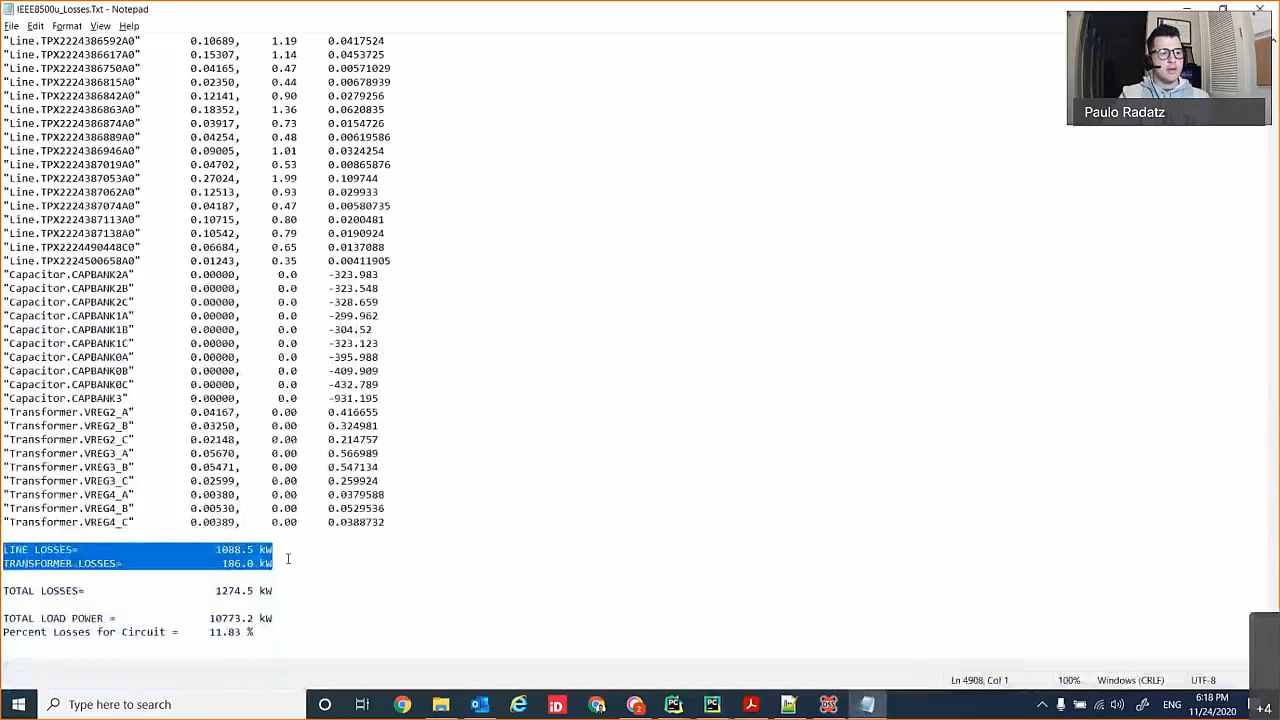 IEEE8500u_Losses.Txt - Notepad
File Edit Format View Help
"Line.TPX2224386592A0" 0.10689, 1.19 0.0417524
"Line.TPX2224386617A0" 0.15307, 1.14 0.0453725
"Line.TPX2224386750A0" 0.04165, 0.47 0.00571029
"Line.TPX2224386815A0" 0.02350, 0.44 0.00678939
"Line.TPX2224386842A0" 0.12141, 0.90 0.0279256
"Line.TPX2224386863A0" 0.18352, 1.36 0.0620835
"Line.TPX2224386874A0" 0.03917, 0.73 0.0154726
"Line.TPX2224386889A0" 0.04254, 0.48 0.00619586
"Line.TPX2224386946A0" 0.09005, 1.01 0.0324254
"Line.TPX2224387019A0" 0.04702, 0.53 0.00865876
"Line.TPX2224387053A0" 0.27024, 1.99 0.109744
"Line.TPX2224387062A0" 0.12513, 0.93 0.029933
"Line.TPX2224387074A0" 0.04187, 0.47 0.00580735
"Line.TPX2224387113A0" 0.10715, 0.80 0.0200481
"Line.TPX2224387138A0" 0.10542, 0.79 0.0190924
"Line.TPX2224490448C0" 0.06684, 0.65 0.0137088
"Line.TPX2224500658A0" 0.01243, 0.35 0.00411905
"Capacitor.CAPBANK2A" 0.00000, 0.0 -323.983
"Capacitor.CAPBANK2B" 0.00000, 0.0 -323.548
"Capacitor.CAPBANK2C" 0.00000, 0.0 -328.659
"Capacitor.CAPBANK1A" 0.00000, 0.0 -299.962
"Capacitor.CAPBANK1B" 0.00000, 0.0 -304.52
"Capacitor.CAPBANK1C" 0.00000, 0.0 -323.123
"Capacitor.CAPBANK0A" 0.00000, 0.0 -395.988
"Capacitor.CAPBANK0B" 0.00000, 0.0 -409.909
"Capacitor.CAPBANK0C" 0.00000, 0.0 -432.789
"Capacitor.CAPBANK3" 0.00000, 0.0 -931.195
"Transformer.VREG2_A" 0.04167, 0.00 0.416655
"Transformer.VREG2_B" 0.03250, 0.00 0.324981
"Transformer.VREG2_C" 0.02148, 0.00 0.214757
"Transformer.VREG3_A" 0.05670, 0.00 0.566989
"Transformer.VREG3_B" 0.05471, 0.00 0.547134
"Transformer.VREG3_C" 0.02599, 0.00 0.259924
"Transformer.VREG4_A" 0.00380, 0.00 0.0379588
"Transformer.VREG4_B" 0.00530, 0.00 0.0529536
"Transformer.VREG4_C" 0.00389, 0.00 0.0388732
LINE LOSSES= 1088.5 kW
TRANSFORMER LOSSES= 186.0 kW
TOTAL LOSSES= 1274.5 kW
TOTAL LOAD POWER = 10773.2 kW
Percent Losses for Circuit = 11.83 %
Paulo Radatz
Ln 4908, Col 1 100% Windows (CRLF) UTF-8
Type here to search
ENG
6:18 PM
11/24/2020
+4